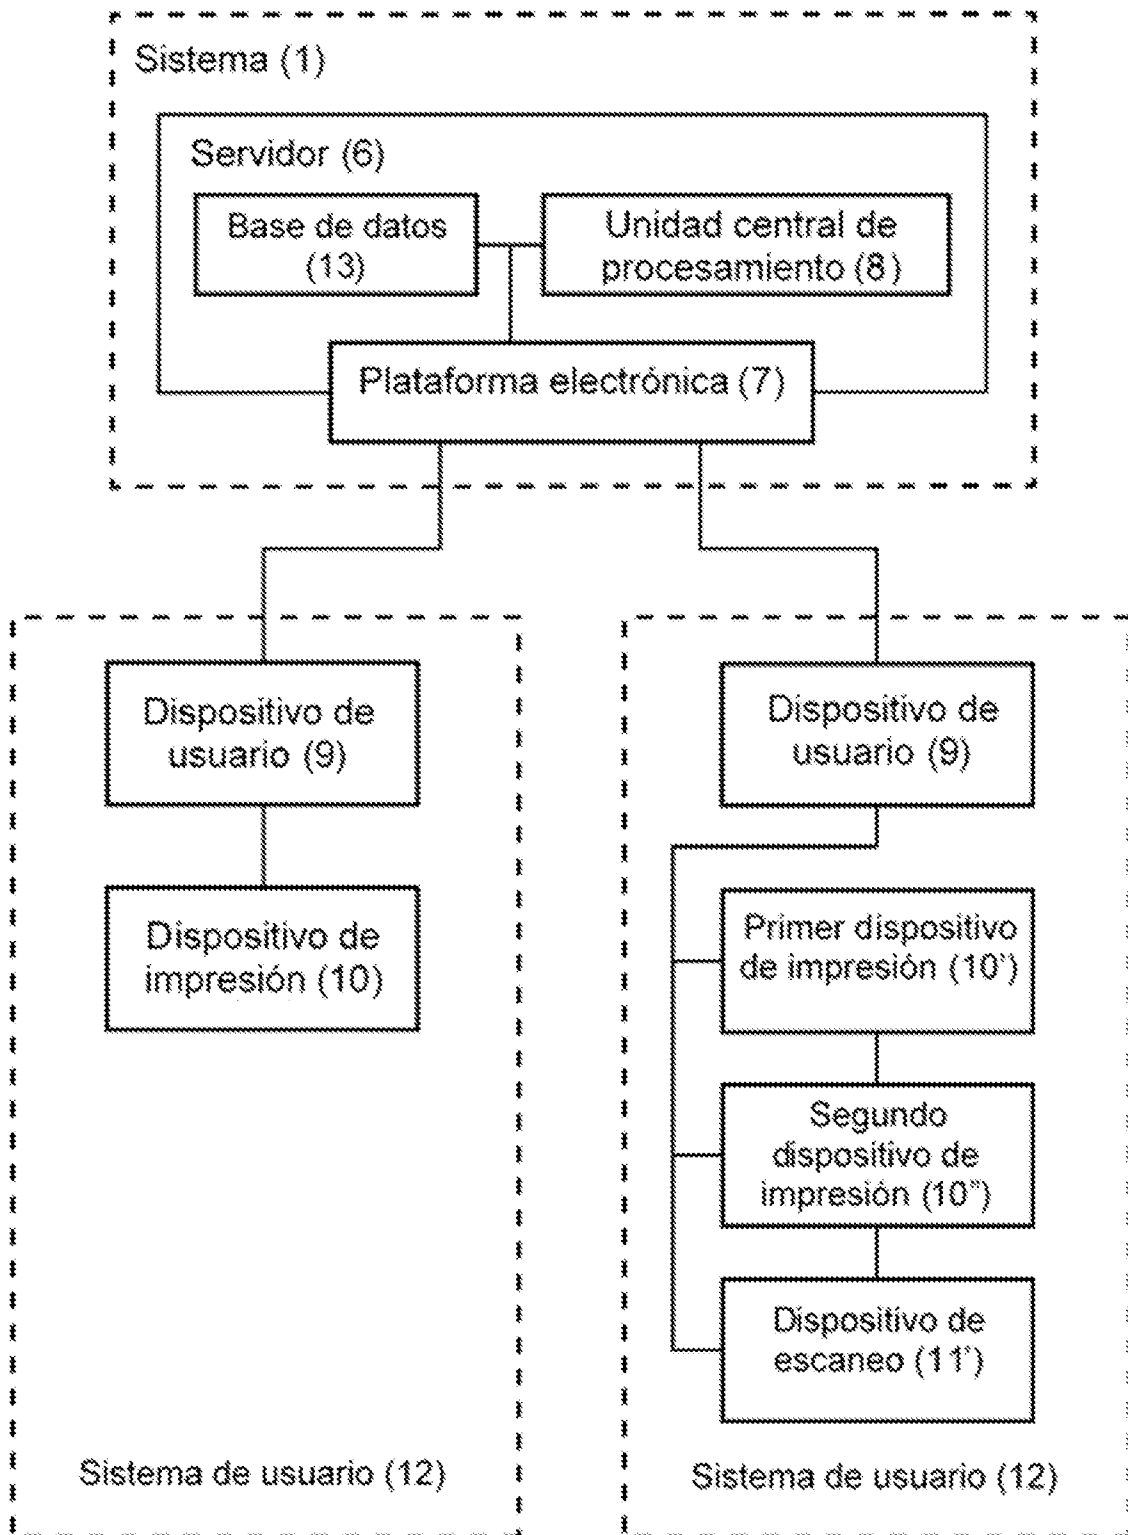 Sistema (1)
Servidor (6)
Base de datos
(13)
Unidad central de
procesamiento (8)
Plataforma electrónica (7)
Dispositivo de
usuario (9)
Dispositivo de
impresión (10)
Sistema de usuario (12)
Dispositivo de
usuario (9)
Primer dispositivo
de impresión (10')
Segundo
dispositivo de
impresión (10")
Dispositivo de
escaneo (11')
Sistema de usuario (12)